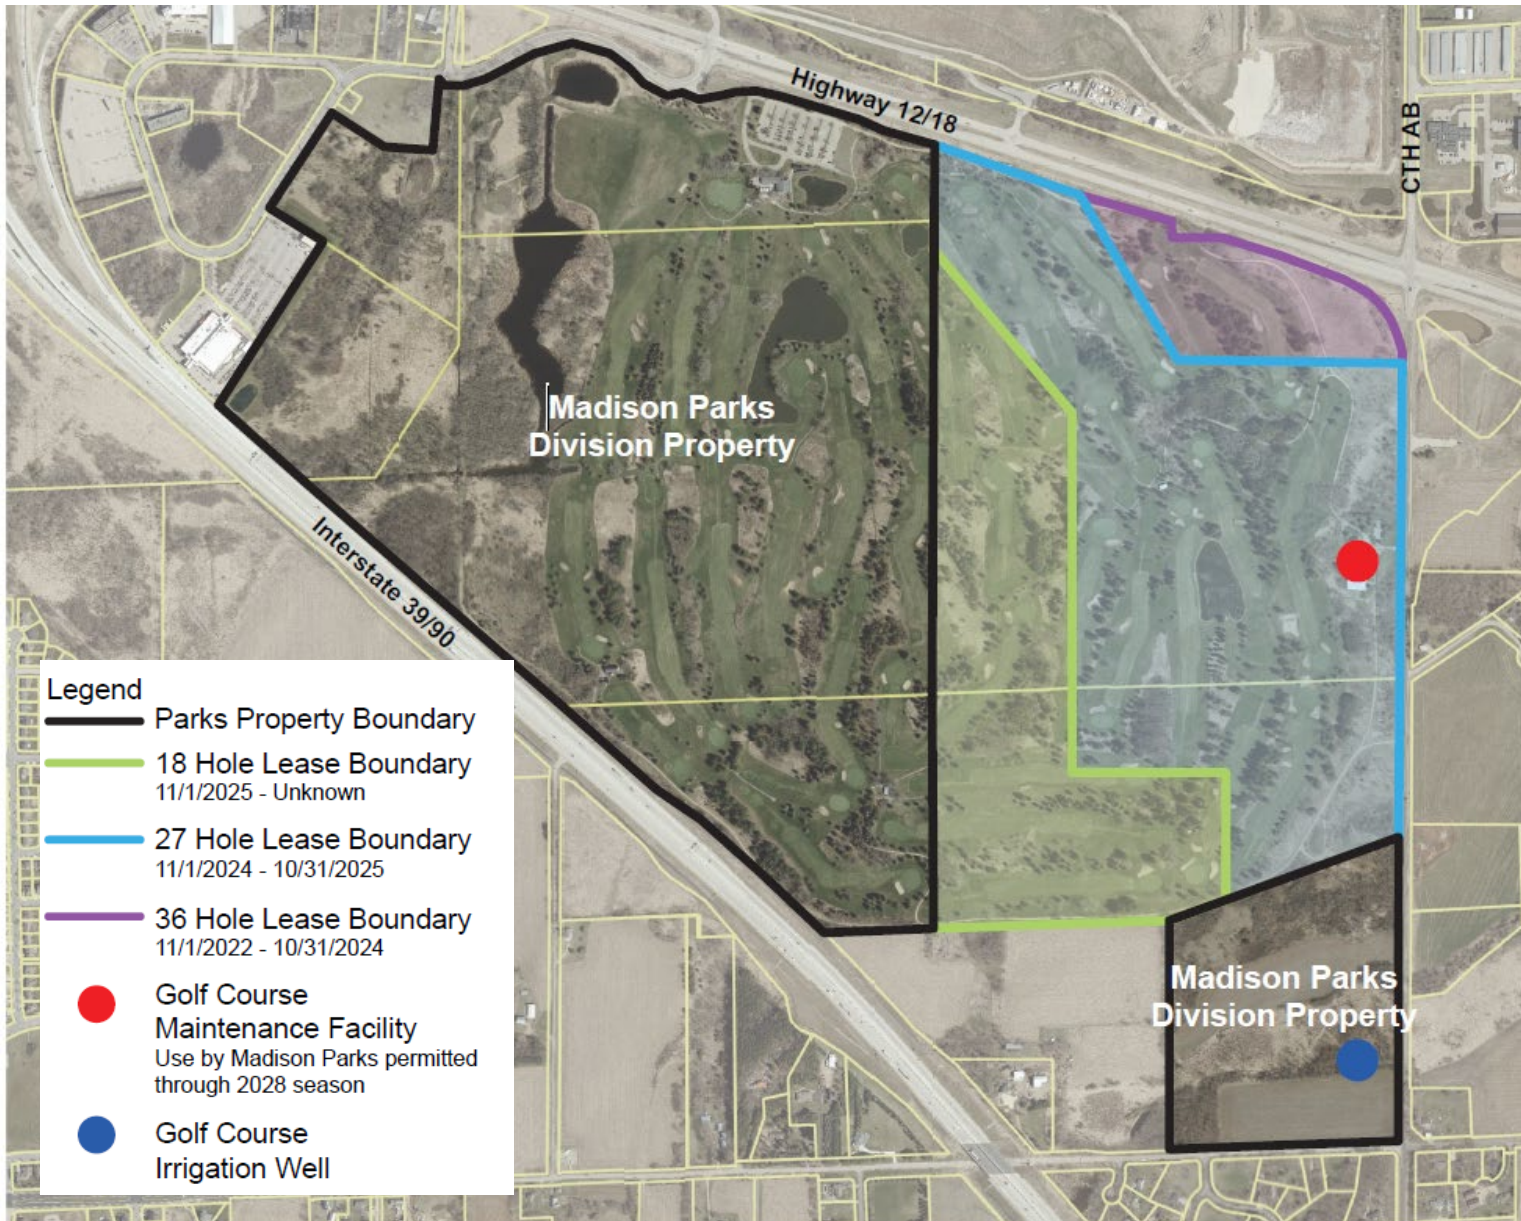 Highway 12/18
CTH AB
Madison Parks
Division Property
Interstate 39/90
Madison Parks
Division Property
Legend
Parks Property Boundary
18 Hole Lease Boundary
11/1/2025 - Unknown
27 Hole Lease Boundary
11/1/2024 - 10/31/2025
36 Hole Lease Boundary
11/1/2022 - 10/31/2024
Golf Course
Maintenance Facility
Use by Madison Parks permitted
through 2028 season
Golf Course
Irrigation Well